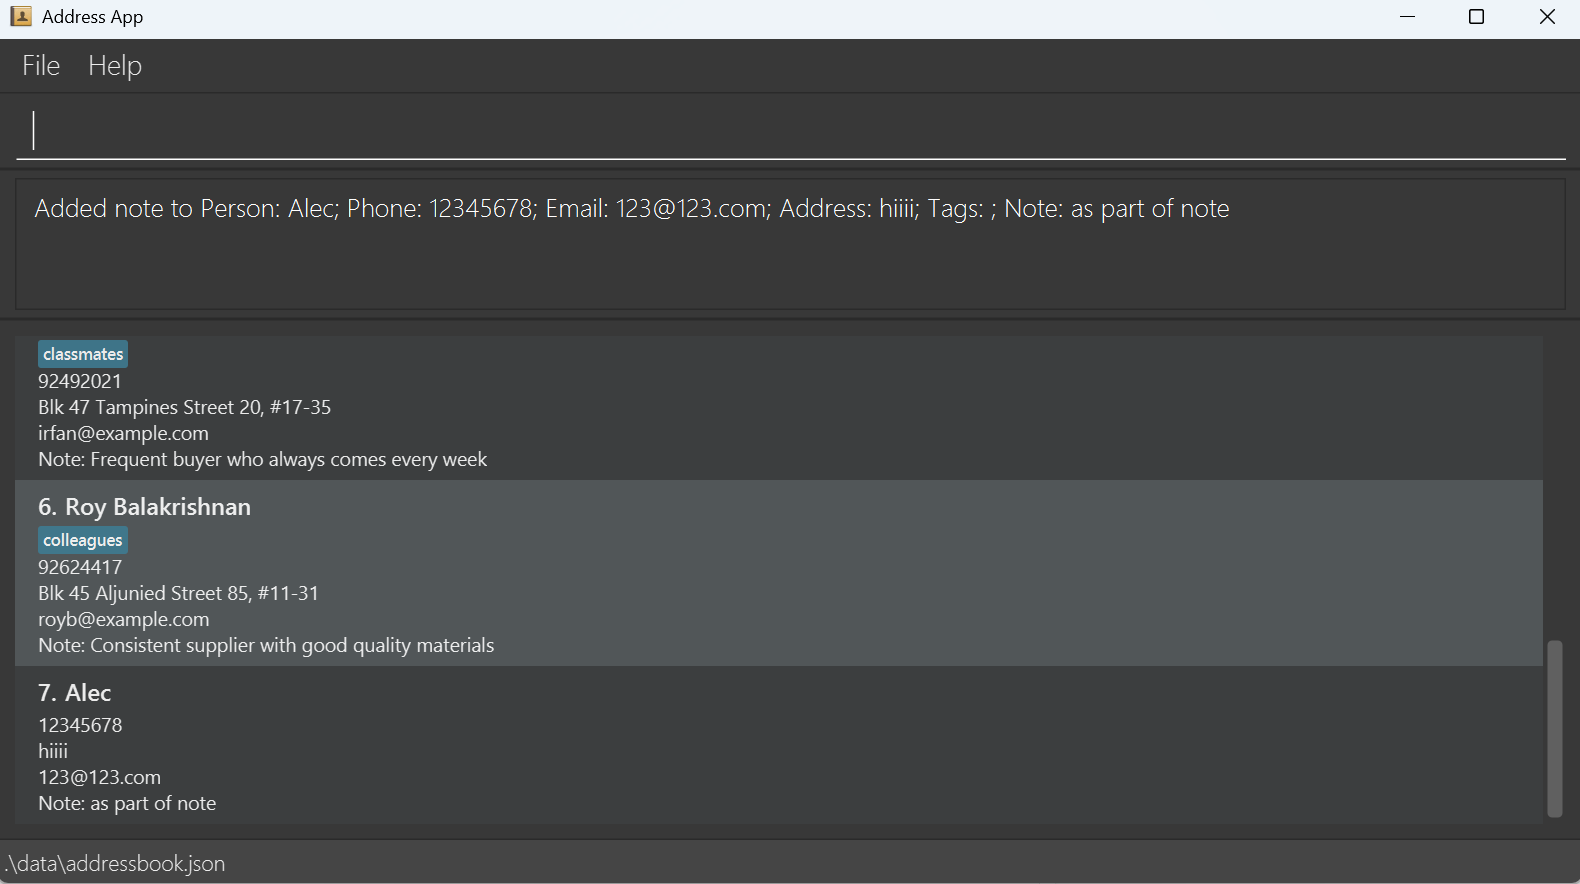 Address App
File Help
Added note to Person: Alec; Phone: 12345678; Email: 123@123.com; Address: hiiii; Tags: ; Note: as part of note
classmates
92492021
Blk 47 Tampines Street 20, #17-35
irfan@example.com
Note: Frequent buyer who always comes every week
6. Roy Balakrishnan
colleagues
92624417
Blk 45 Aljunied Street 85, #11-31
royb@example.com
Note: Consistent supplier with good quality materials
7. Alec
12345678
hiiii
123@123.com
Note: as part of note
.\data\addressbook.json